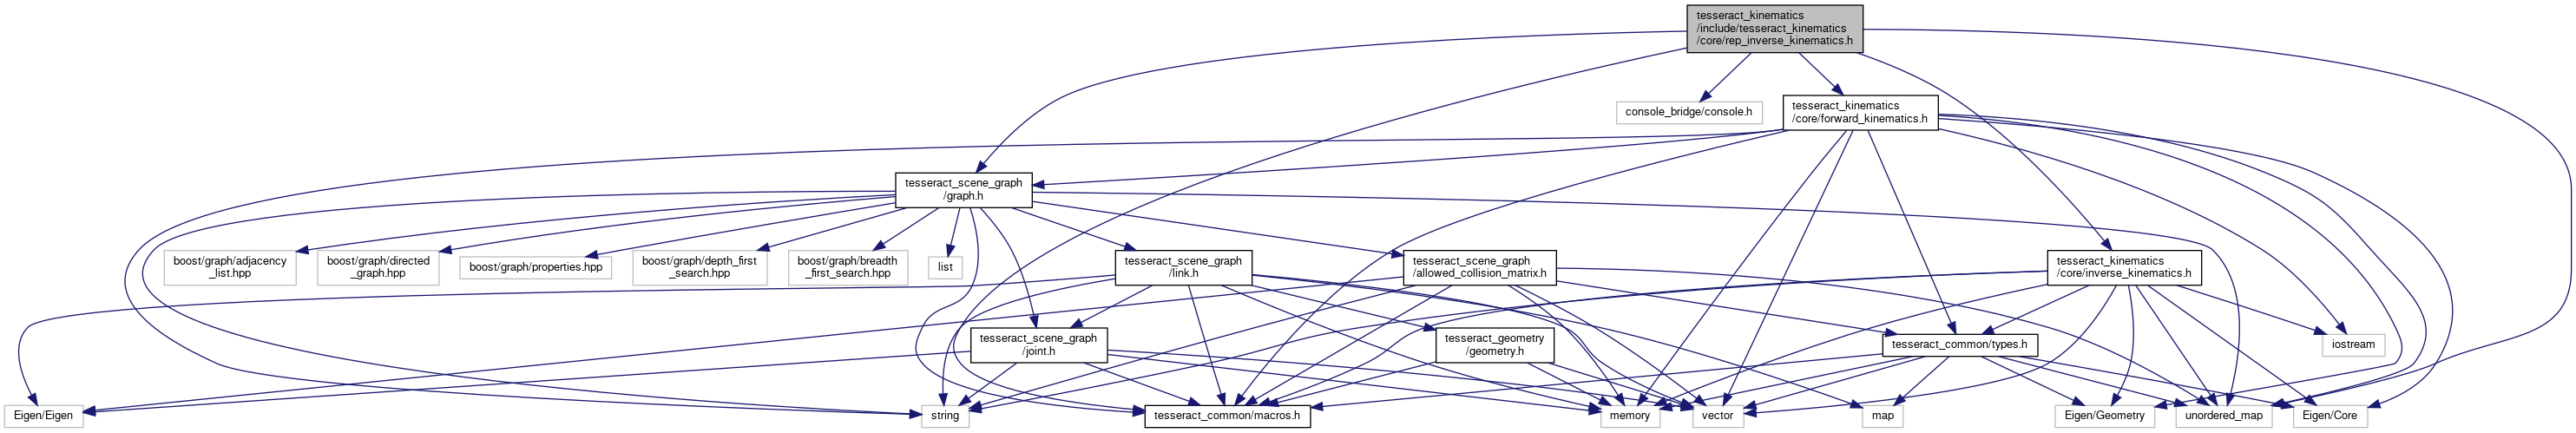 tesseract_kinematics
/include/tesseract_kinematics
/core/rep_inverse_kinematics.h
console_bridge/console.h
tesseract_kinematics
/core/forward_kinematics.h
tesseract_scene_graph
/graph.h
boost/graph/adjacency
_list.hpp
boost/graph/directed
_graph.hpp
boost/graph/properties.hpp
boost/graph/depth_first
_search.hpp
boost/graph/breadth
_first_search.hpp
list
tesseract_scene_graph
/link.h
tesseract_scene_graph
/allowed_collision_matrix.h
tesseract_kinematics
/core/inverse_kinematics.h
tesseract_scene_graph
/joint.h
tesseract_geometry
/geometry.h
tesseract_common/types.h
iostream
Eigen/Eigen
string
tesseract_common/macros.h
memory
vector
map
Eigen/Geometry
unordered_map
Eigen/Core